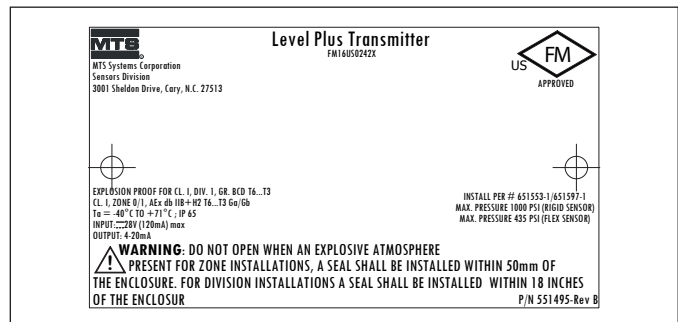 MTS
Level Plus Transmitter
FM16US0242X
MTS Systems Corporation
Sensors Division
3001 Sheldon Drive, Cary, N.C. 27513
US
FM
APPROVED
EXPLOSION PROOF FOR CL. I, DIV. 1, GR. BCD T6...T3
CL. I, ZONE 0/1, AEx db IIB+H2 T6...T3 Ga/Gb
Ta = -40°C TO +71°C ; IP 65
INPUT:⎓28V (120mA) max
OUTPUT: 4-20mA
INSTALL PER # 651553-1/651597-1
MAX. PRESSURE 1000 PSI (RIGID SENSOR)
MAX. PRESSURE 435 PSI (FLEX SENSOR)
WARNING: DO NOT OPEN WHEN AN EXPLOSIVE ATMOSPHERE
PRESENT FOR ZONE INSTALLATIONS, A SEAL SHALL BE INSTALLED WITHIN 50mm OF
THE ENCLOSURE. FOR DIVISION INSTALLATIONS A SEAL SHALL BE INSTALLED WITHIN 18 INCHES
OF THE ENCLOSUR
P/N 551495-Rev B